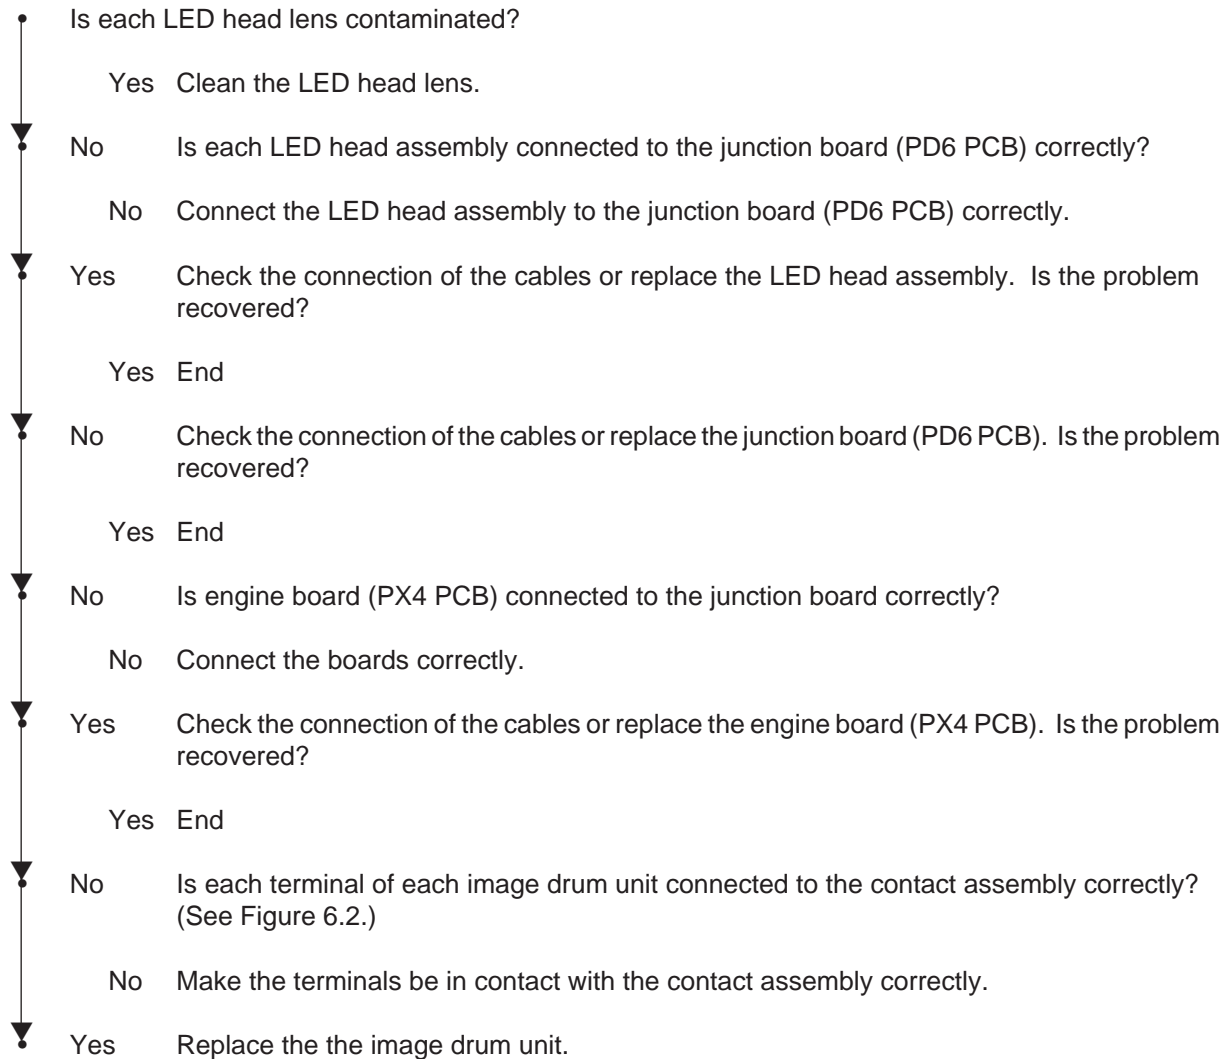 Is each LED head lens contaminated?
Yes Clean the LED head lens.
No Is each LED head assembly connected to the junction board (PD6 PCB) correctly?
No Connect the LED head assembly to the junction board (PD6 PCB) correctly.
Yes Check the connection of the cables or replace the LED head assembly. Is the problem
recovered?
Yes End
No Check the connection of the cables or replace the junction board (PD6 PCB). Is the problem
recovered?
Yes End
No Is engine board (PX4 PCB) connected to the junction board correctly?
No Connect the boards correctly.
Yes Check the connection of the cables or replace the engine board (PX4 PCB). Is the problem
recovered?
Yes End
No Is each terminal of each image drum unit connected to the contact assembly correctly?
(See Figure 6.2.)
No Make the terminals be in contact with the contact assembly correctly.
Yes Replace the the image drum unit.